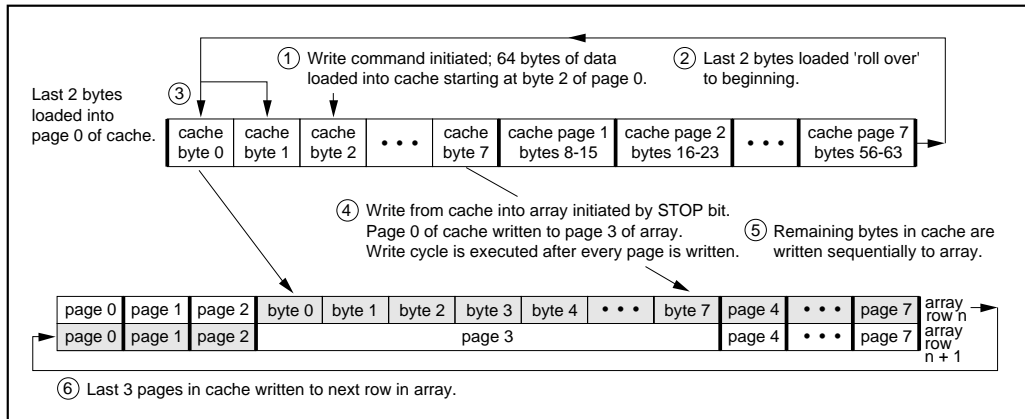 ① Write command initiated; 64 bytes of data
loaded into cache starting at byte 2 of page 0.
② Last 2 bytes loaded 'roll over'
to beginning.
Last 2 bytes
loaded into
page 0 of cache.
③
cache byte 0
cache byte 1
cache byte 2
• • •
cache byte 7
cache page 1 bytes 8-15
cache page 2 bytes 16-23
• • •
cache page 7 bytes 56-63
④ Write from cache into array initiated by STOP bit.
Page 0 of cache written to page 3 of array.
Write cycle is executed after every page is written.
⑤ Remaining bytes in cache are
written sequentially to array.
page 0 page 1 page 2 byte 0 byte 1 byte 2 byte 3 byte 4 • • • byte 7 page 4 • • • page 7 array row n
page 0 page 1 page 2 page 3 page 4 • • • page 7 array row n + 1
⑥ Last 3 pages in cache written to next row in array.